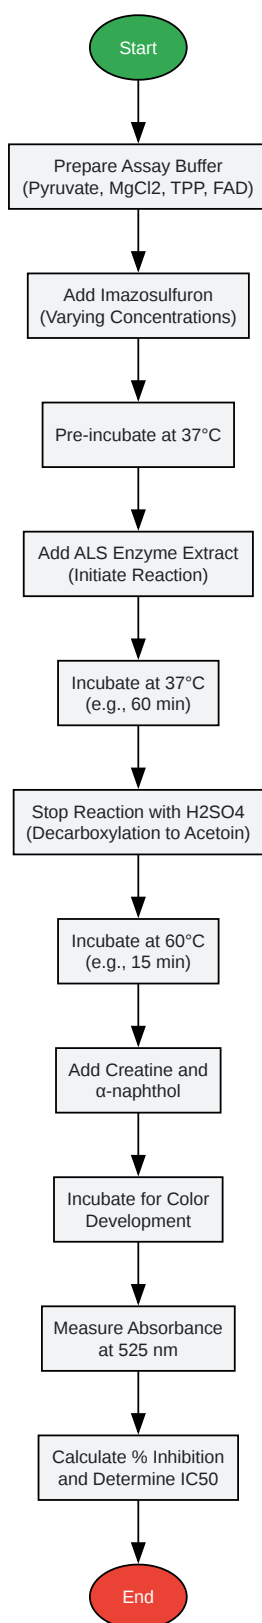 Start
Prepare Assay Buffer
(Pyruvate, MgCl2, TPP, FAD)
Add Imazosulfuron
(Varying Concentrations)
Pre-incubate at 37°C
Add ALS Enzyme Extract
(Initiate Reaction)
Incubate at 37°C
(e.g., 60 min)
Stop Reaction with H2SO4
(Decarboxylation to Acetoin)
Incubate at 60°C
(e.g., 15 min)
Add Creatine and
α-naphthol
Incubate for Color
Development
Measure Absorbance
at 525 nm
Calculate % Inhibition
and Determine IC50
End